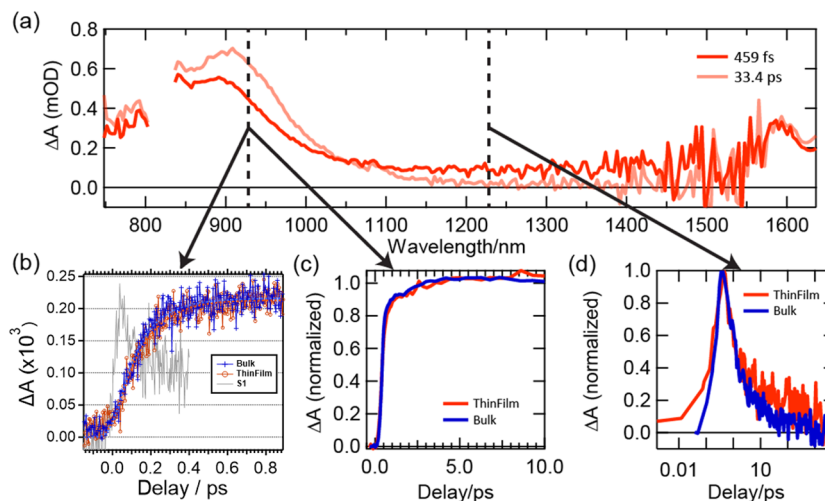 (a)
ΔA (mOD)
0.8
0.6
0.4
0.2
0.0
459 fs
33.4 ps
800
900
1000
1100
1200
1300
1400
1500
1600
Wavelength/nm
(b)
ΔA (x10³)
0.25
0.20
0.15
0.10
0.05
0.00
Bulk
ThinFilm
S1
0.0 0.2 0.4 0.6 0.8
Delay / ps
(c)
ΔA (normalized)
1.0
0.8
0.6
0.4
0.2
0.0
ThinFilm
Bulk
0.0 5.0 10.0
Delay/ps
(d)
ΔA (normalized)
1.0
0.8
0.6
0.4
0.2
0.0
ThinFilm
Bulk
0.01 10
Delay/ps